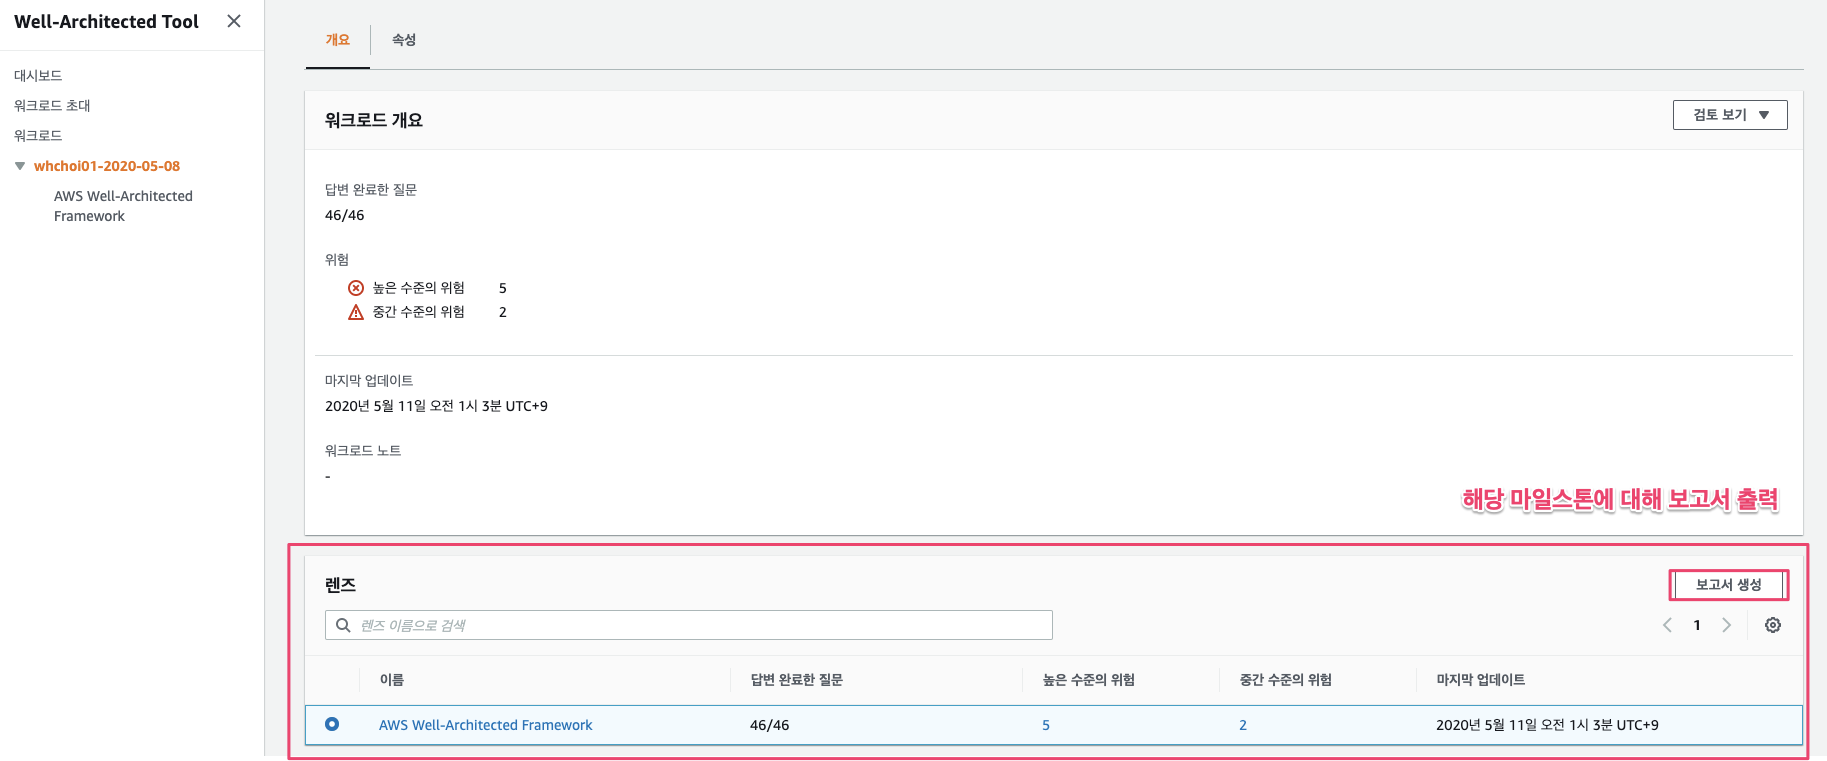 Well-Architected Tool
대시보드
워크로드 초대
워크로드
whchoi01-2020-05-08
AWS Well-Architected
Framework
개요
속성
워크로드 개요
검토 보기
답변 완료한 질문
46/46
위험
높은 수준의 위험 5
중간 수준의 위험 2
마지막 업데이트
2020년 5월 11일 오전 1시 3분 UTC+9
워크로드 노트
-
해당 마일스톤에 대해 보고서 출력
렌즈
보고서 생성
렌즈 이름으로 검색
1
이름 답변 완료한 질문 높은 수준의 위험 중간 수준의 위험 마지막 업데이트
AWS Well-Architected Framework 46/46 5 2 2020년 5월 11일 오전 1시 3분 UTC+9